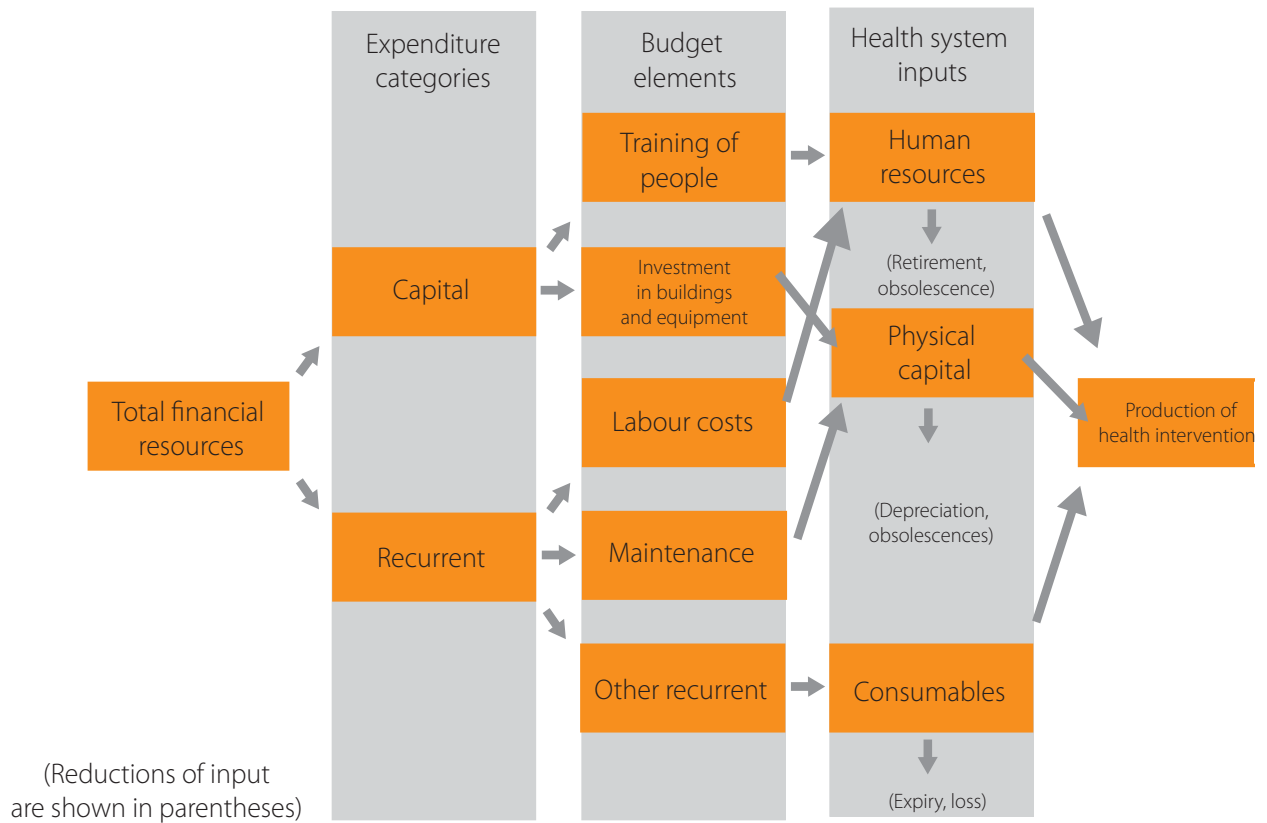 Expenditure
categories
Budget
elements
Health system
inputs
Training of
people
Human
resources
(Retirement,
obsolescence)
Capital
Investment
in buildings
and equipment
Physical
capital
Total financial
resources
Labour costs
Production of
health intervention
(Depreciation,
obsolescences)
Recurrent
Maintenance
Other recurrent
Consumables
(Expiry, loss)
(Reductions of input
are shown in parentheses)